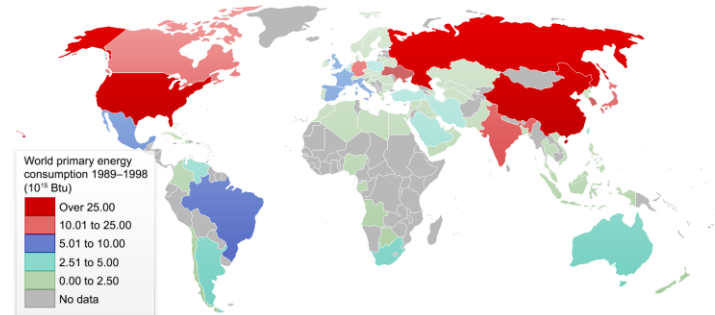 World primary energy
consumption 1989–1998
(10¹⁵ Btu)
Over 25.00
10.01 to 25.00
5.01 to 10.00
2.51 to 5.00
0.00 to 2.50
No data